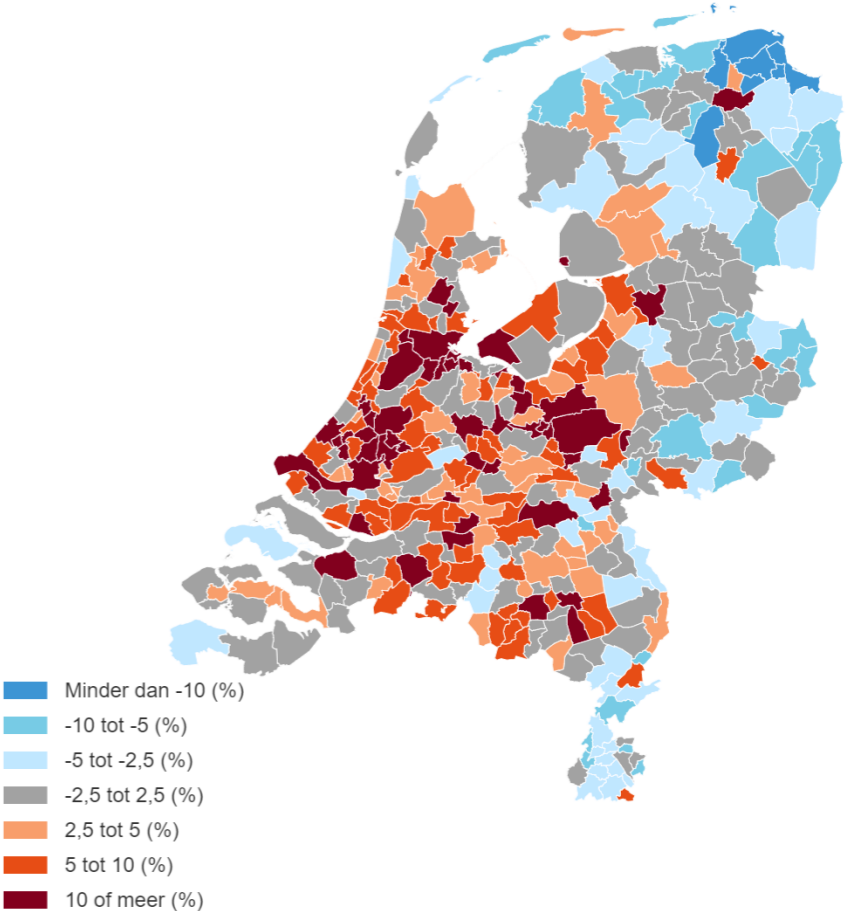 Minder dan -10 (%)
-10 tot -5 (%)
-5 tot -2,5 (%)
-2,5 tot 2,5 (%)
2,5 tot 5 (%)
5 tot 10 (%)
10 of meer (%)